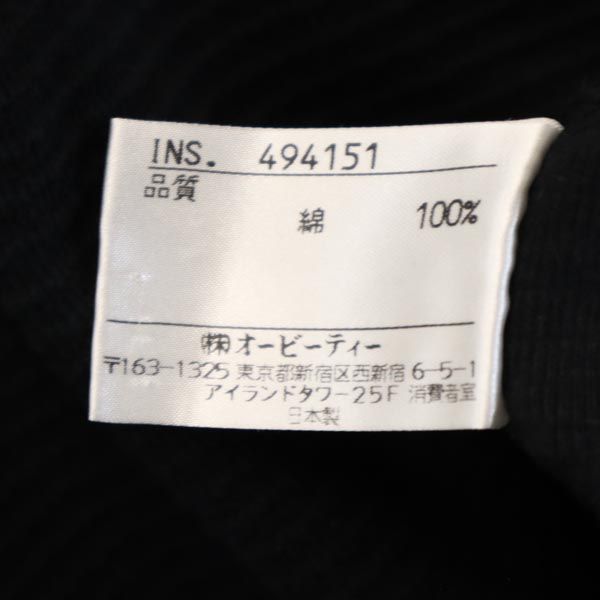 INS. 494151
品質
綿 100%
㈱オービーティー
〒163-1325 東京都新宿区西新宿6-5-1
アイランドタワー25F 消費者室
日本製